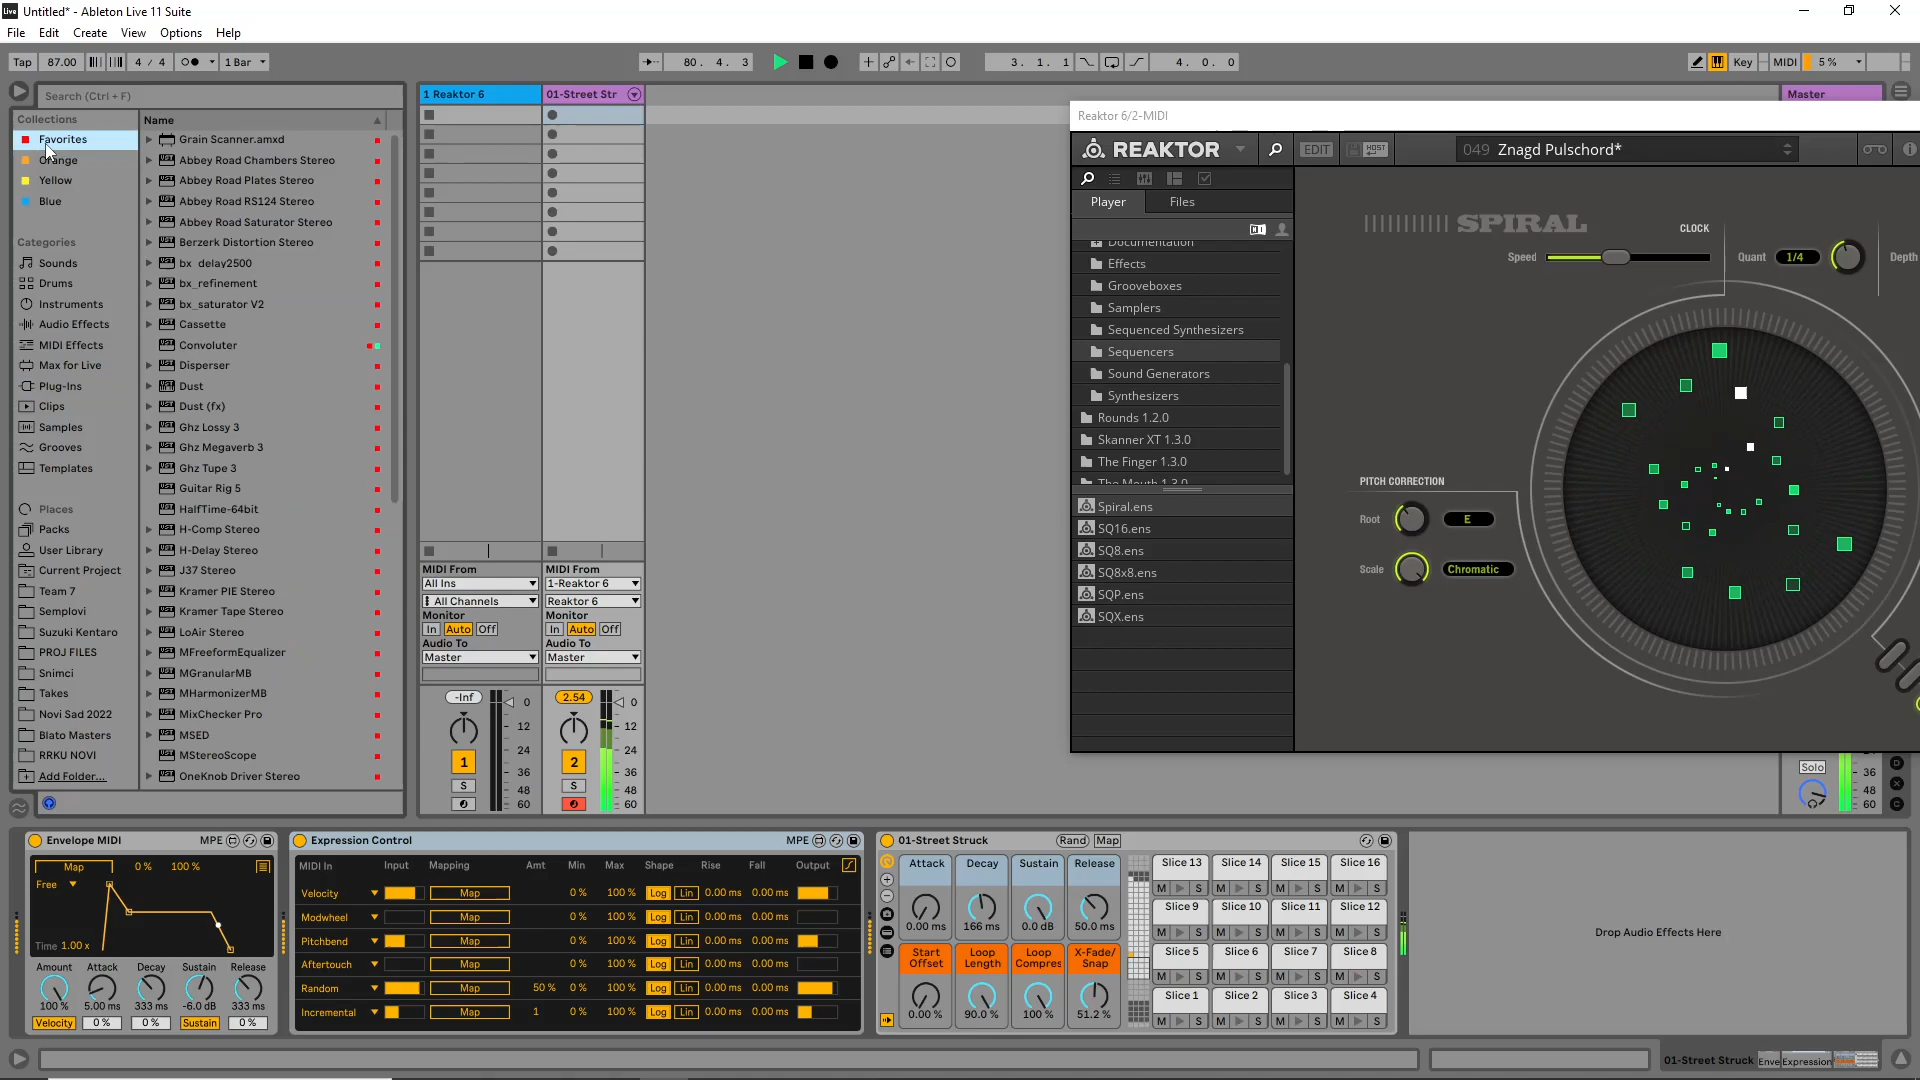 Untitled* - Ableton Live 11 Suite
File Edit Create View Options Help
Tap 87.00 4 / 4 1 Bar 80. 4. 3 3. 1. 1 4. 0. 0 Key MIDI 5 %
Search (Ctrl + F)
1 Reaktor 6 01-Street Str Master
Collections
Favorites
Orange
Yellow
Blue
Categories
Sounds
Drums
Instruments
Audio Effects
MIDI Effects
Max for Live
Plug-Ins
Clips
Samples
Grooves
Templates
Places
Packs
User Library
Current Project
Team 7
Semplovi
Suzuki Kentaro
PROJ FILES
Snimci
Takes
Novi Sad 2022
Blato Masters
RRKU NOVI
Add Folder...
Name
Grain Scanner.amxd
Abbey Road Chambers Stereo
Abbey Road Plates Stereo
Abbey Road RS124 Stereo
Abbey Road Saturator Stereo
Berzerk Distortion Stereo
bx_delay2500
bx_refinement
bx_saturator V2
Cassette
Convoluter
Disperser
Dust
Dust (fx)
Ghz Lossy 3
Ghz Megaverb 3
Ghz Tupe 3
Guitar Rig 5
HalfTime-64bit
H-Comp Stereo
H-Delay Stereo
J37 Stereo
Kramer PIE Stereo
Kramer Tape Stereo
LoAir Stereo
MFreeformEqualizer
MGranularMB
MHarmonizerMB
MixChecker Pro
MSED
MStereoScope
OneKnob Driver Stereo
MIDI From MIDI From
All Ins 1-Reaktor 6
All Channels Reaktor 6
Monitor Monitor
In Auto Off In Auto Off
Audio To Audio To
Master Master
-Inf 0 2.54 0
12 12
24 24
1 36 2 36
S 48 S 48
60 60
Reaktor 6/2-MIDI
REAKTOR EDIT HOST 049 Znagd Pulschord*
Player Files
Documentation
Effects
Grooveboxes
Samplers
Sequenced Synthesizers
Sequencers
Sound Generators
Synthesizers
Rounds 1.2.0
Skanner XT 1.3.0
The Finger 1.3.0
The Mouth 1.3.0
Spiral.ens
SQ16.ens
SQ8.ens
SQ8x8.ens
SQP.ens
SQX.ens
SPIRAL
CLOCK
Speed Quant 1/4 Depth
PITCH CORRECTION
Root E
Scale Chromatic
Solo 36
48
60
D
X
C
Envelope MIDI MPE
Map 0 % 100 %
Free
Time 1.00 x
Amount Attack Decay Sustain Release
100 % 5.00 ms 333 ms -6.0 dB 333 ms
Velocity 0 % 0 % Sustain 0 %
Expression Control MPE
MIDI In Input Mapping Amt Min Max Shape Rise Fall Output
Velocity Map 0 % 100 % Log Lin 0.00 ms 0.00 ms
Modwheel Map 0 % 100 % Log Lin 0.00 ms 0.00 ms
Pitchbend Map 0 % 100 % Log Lin 0.00 ms 0.00 ms
Aftertouch Map 0 % 100 % Log Lin 0.00 ms 0.00 ms
Random Map 50 % 0 % 100 % Log Lin 0.00 ms 0.00 ms
Incremental Map 1 0 % 100 % Log Lin 0.00 ms 0.00 ms
01-Street Struck Rand Map
Attack Decay Sustain Release
0.00 ms 166 ms 0.0 dB 50.0 ms
Start Offset Loop Length Loop Compres X-Fade/ Snap
0.00 % 90.0 % 100 % 51.2 %
Slice 13 Slice 14 Slice 15 Slice 16
M S M S M S M S
Slice 9 Slice 10 Slice 11 Slice 12
M S M S M S M S
Slice 5 Slice 6 Slice 7 Slice 8
M S M S M S M S
Slice 1 Slice 2 Slice 3 Slice 4
M S M S M S M S
Drop Audio Effects Here
01-Street Struck Enve Expression